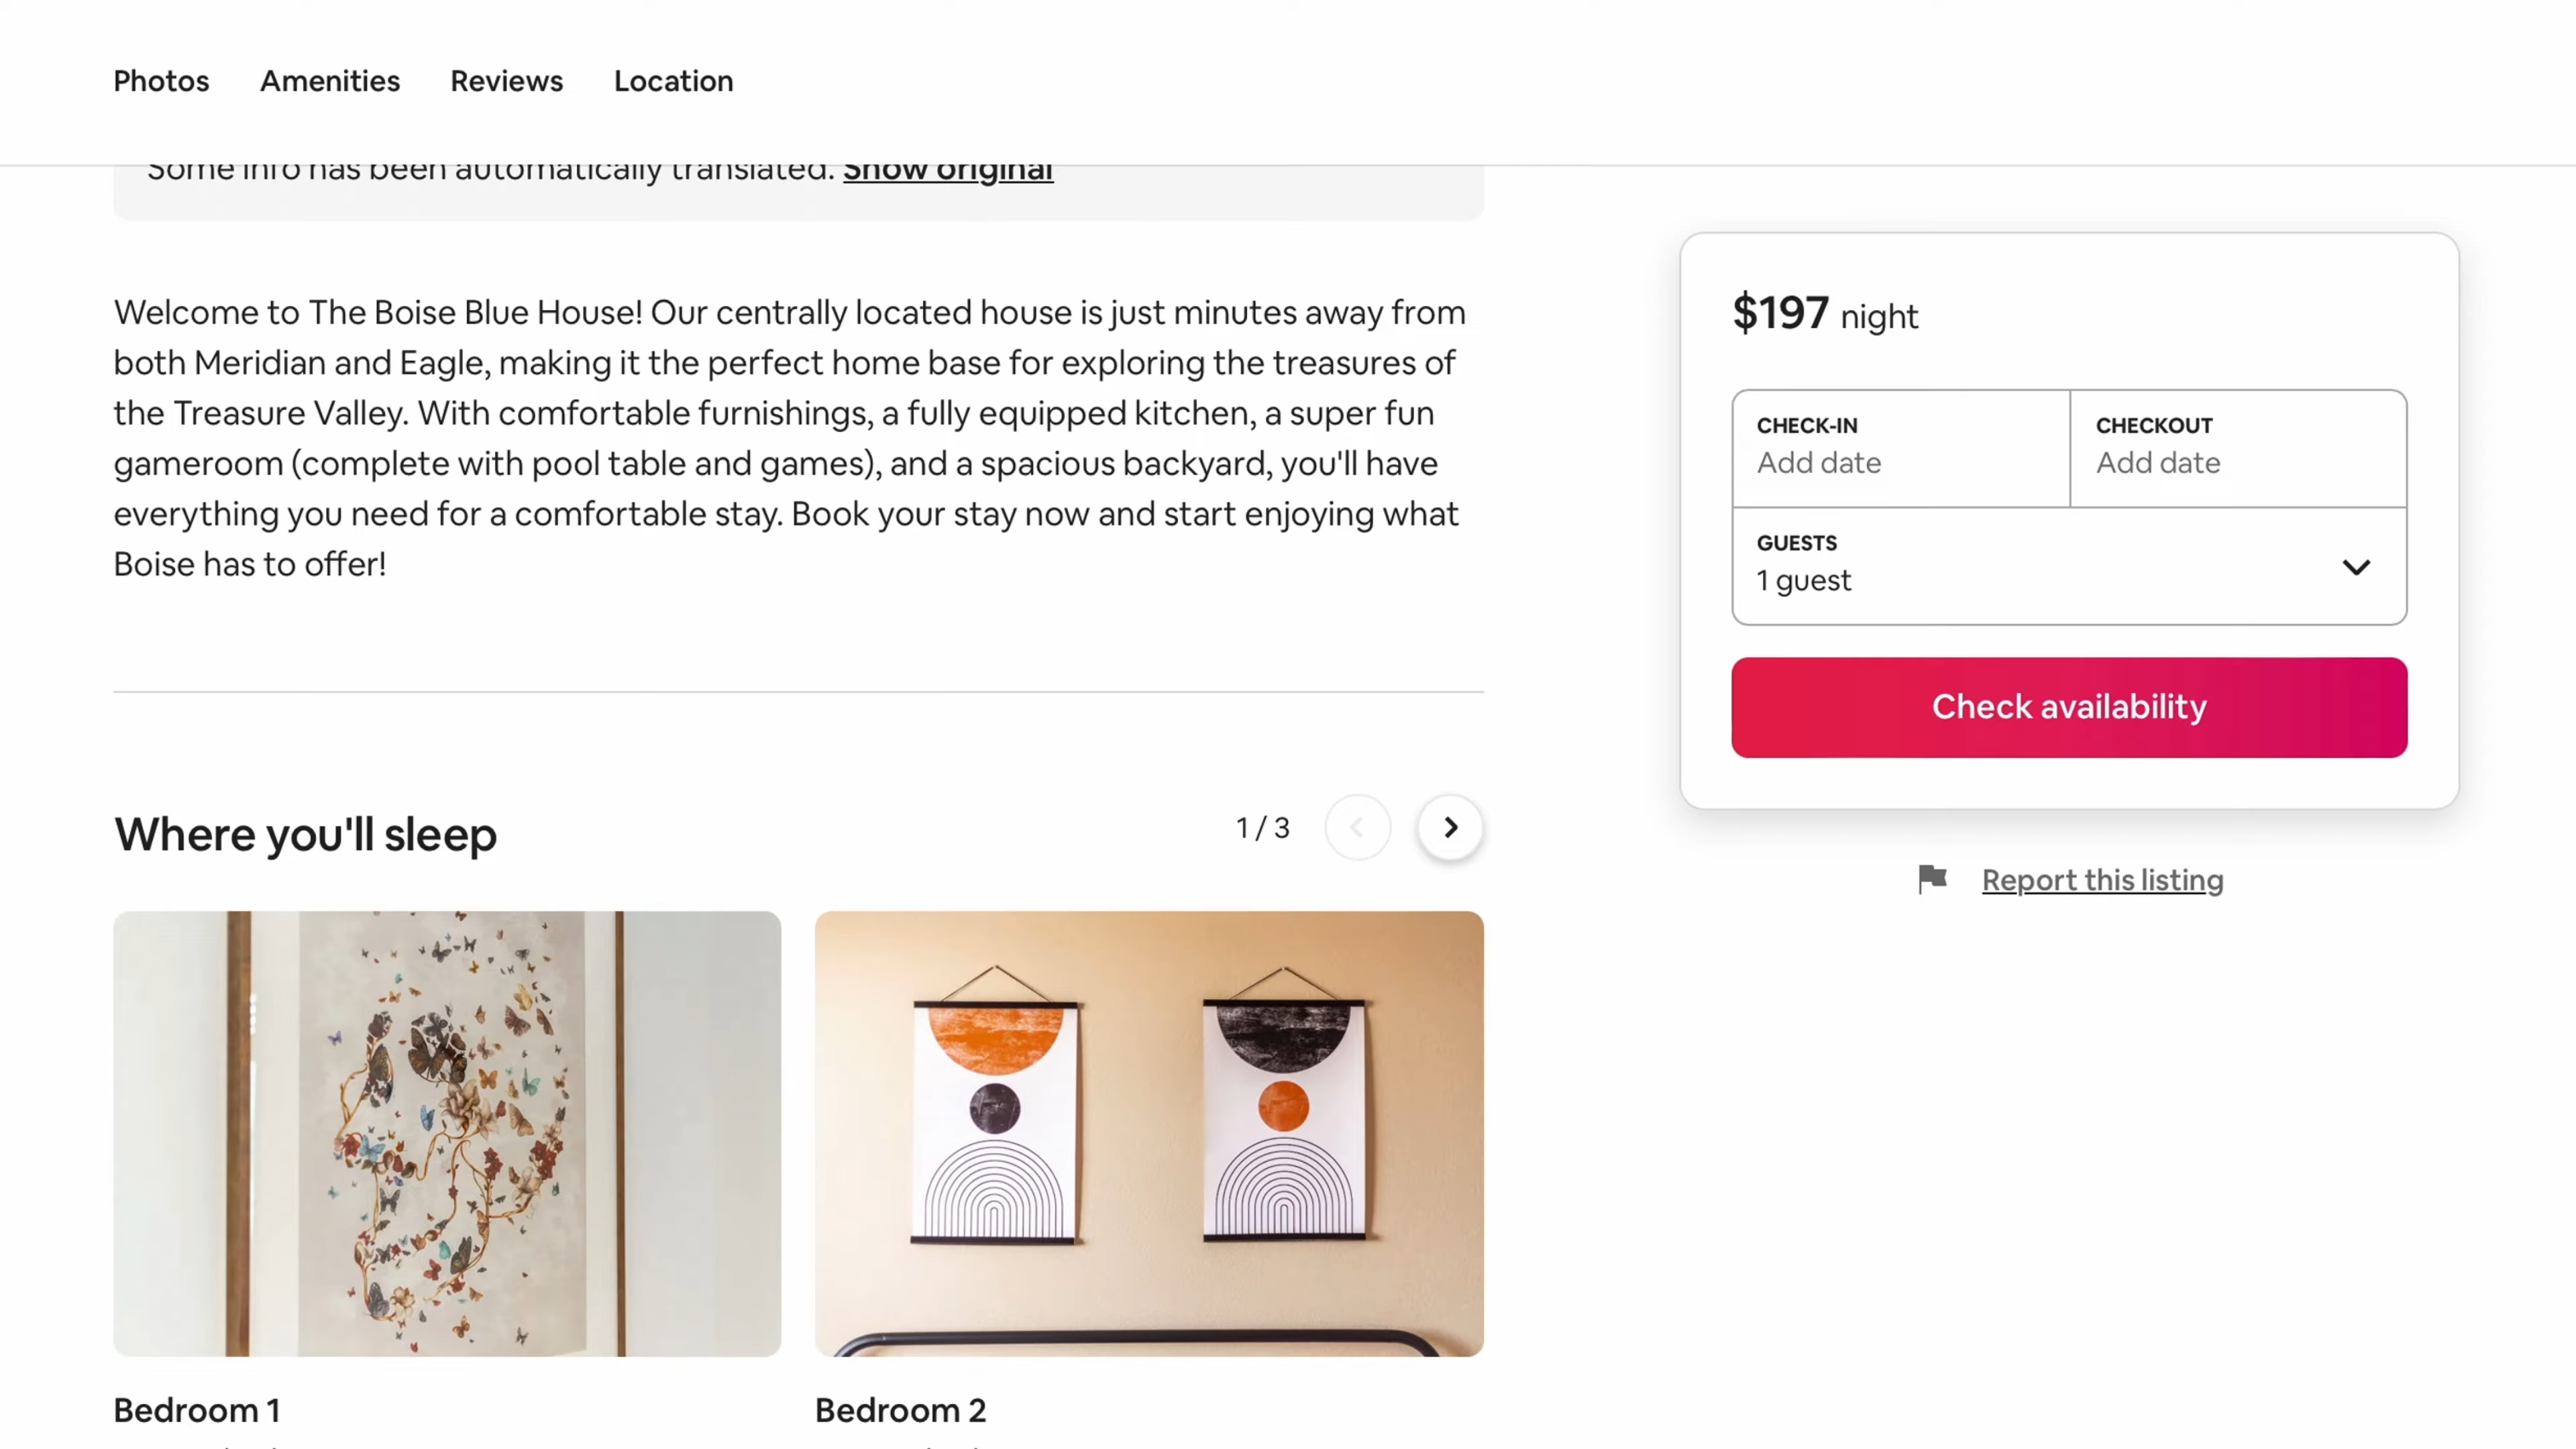 Photos Amenities Reviews Location
Some info has been automatically translated. Show original
Welcome to The Boise Blue House! Our centrally located house is just minutes away from
both Meridian and Eagle, making it the perfect home base for exploring the treasures of
the Treasure Valley. With comfortable furnishings, a fully equipped kitchen, a super fun
gameroom (complete with pool table and games), and a spacious backyard, you'll have
everything you need for a comfortable stay. Book your stay now and start enjoying what
Boise has to offer!
Where you'll sleep
1 / 3
Bedroom 1
Bedroom 2
$197 night
CHECK-IN
Add date
CHECKOUT
Add date
GUESTS
1 guest
Check availability
Report this listing